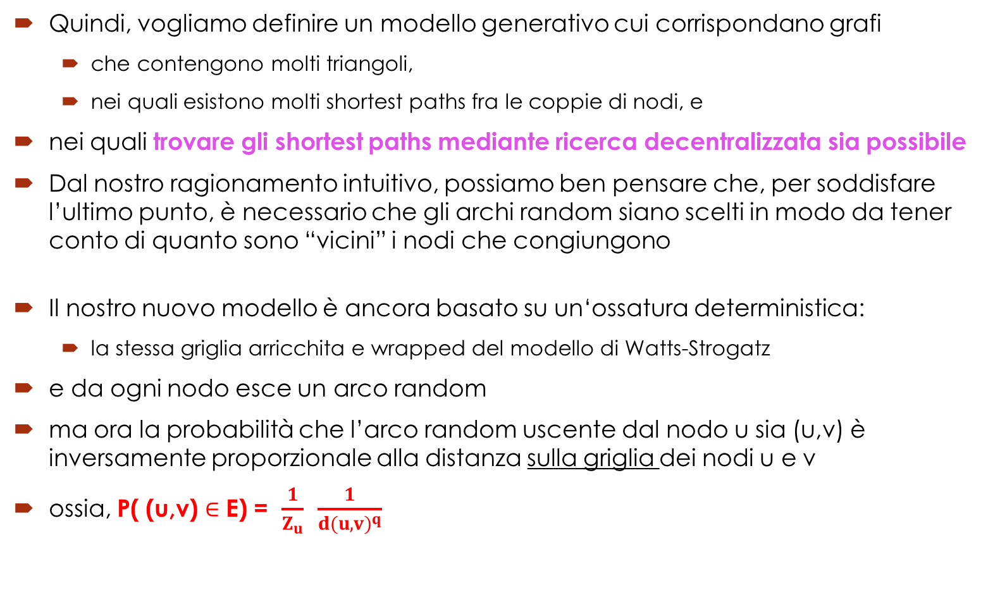 Quindi, vogliamo definire un modello generativo cui corrispondano grafi
che contengono molti triangoli,
nei quali esistono molti shortest paths fra le coppie di nodi, e
nei quali trovare gli shortest paths mediante ricerca decentralizzata sia possibile
Dal nostro ragionamento intuitivo, possiamo ben pensare che, per soddisfare
l’ultimo punto, è necessario che gli archi random siano scelti in modo da tener
conto di quanto sono “vicini” i nodi che congiungono
Il nostro nuovo modello è ancora basato su un‘ossatura deterministica:
la stessa griglia arricchita e wrapped del modello di Watts-Strogatz
e da ogni nodo esce un arco random
ma ora la probabilità che l’arco random uscente dal nodo u sia (u,v) è
inversamente proporzionale alla distanza sulla griglia dei nodi u e v
ossia, P( (u,v) ∈ E) = 1/Z_u 1/d(u,v)^q